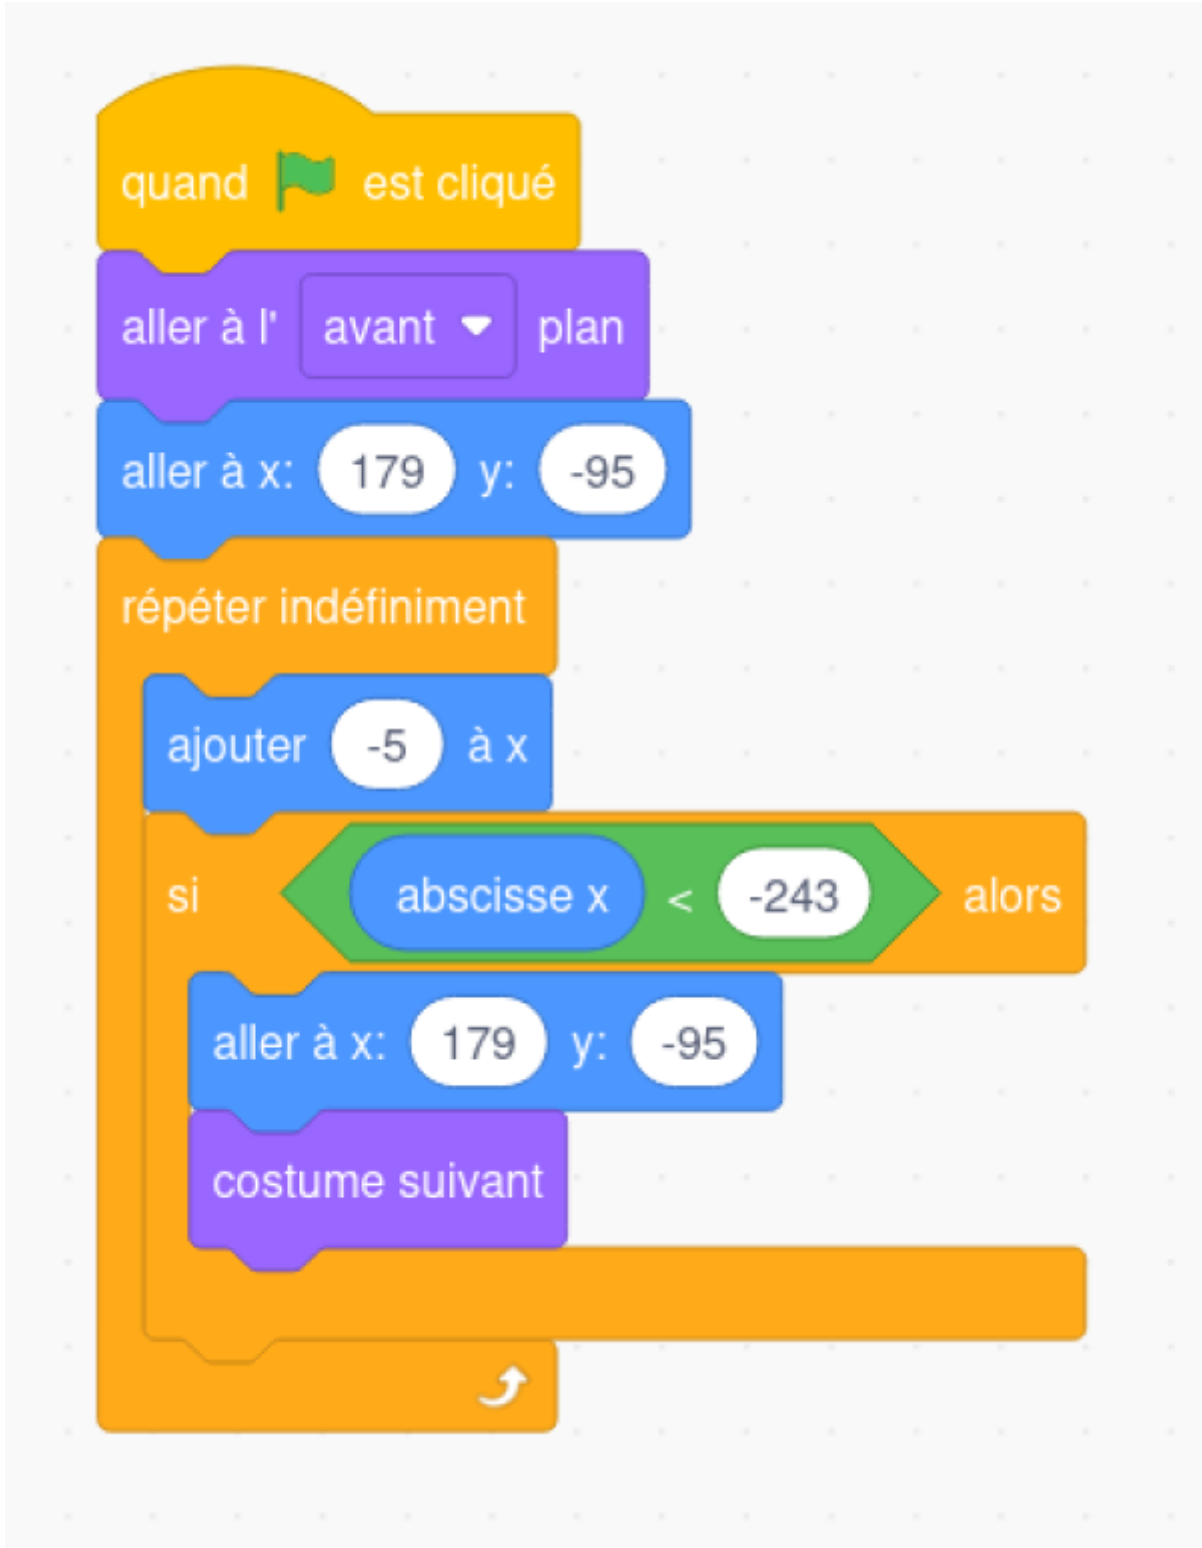 quand est cliqué
aller à l' avant plan
aller à x: 179 y: -95
répéter indéfiniment
ajouter -5 à x
si abscisse x < -243 alors
aller à x: 179 y: -95
costume suivant